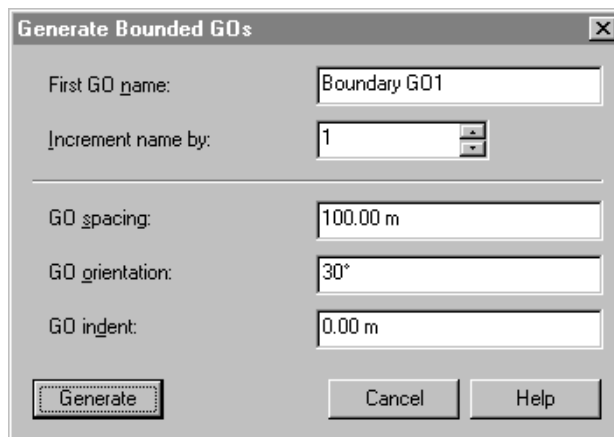 Generate Bounded GOs
First GO name: Boundary GO1
Increment name by: 1
GO spacing: 100.00 m
GO orientation: 30°
GO indent: 0.00 m
Generate Cancel Help